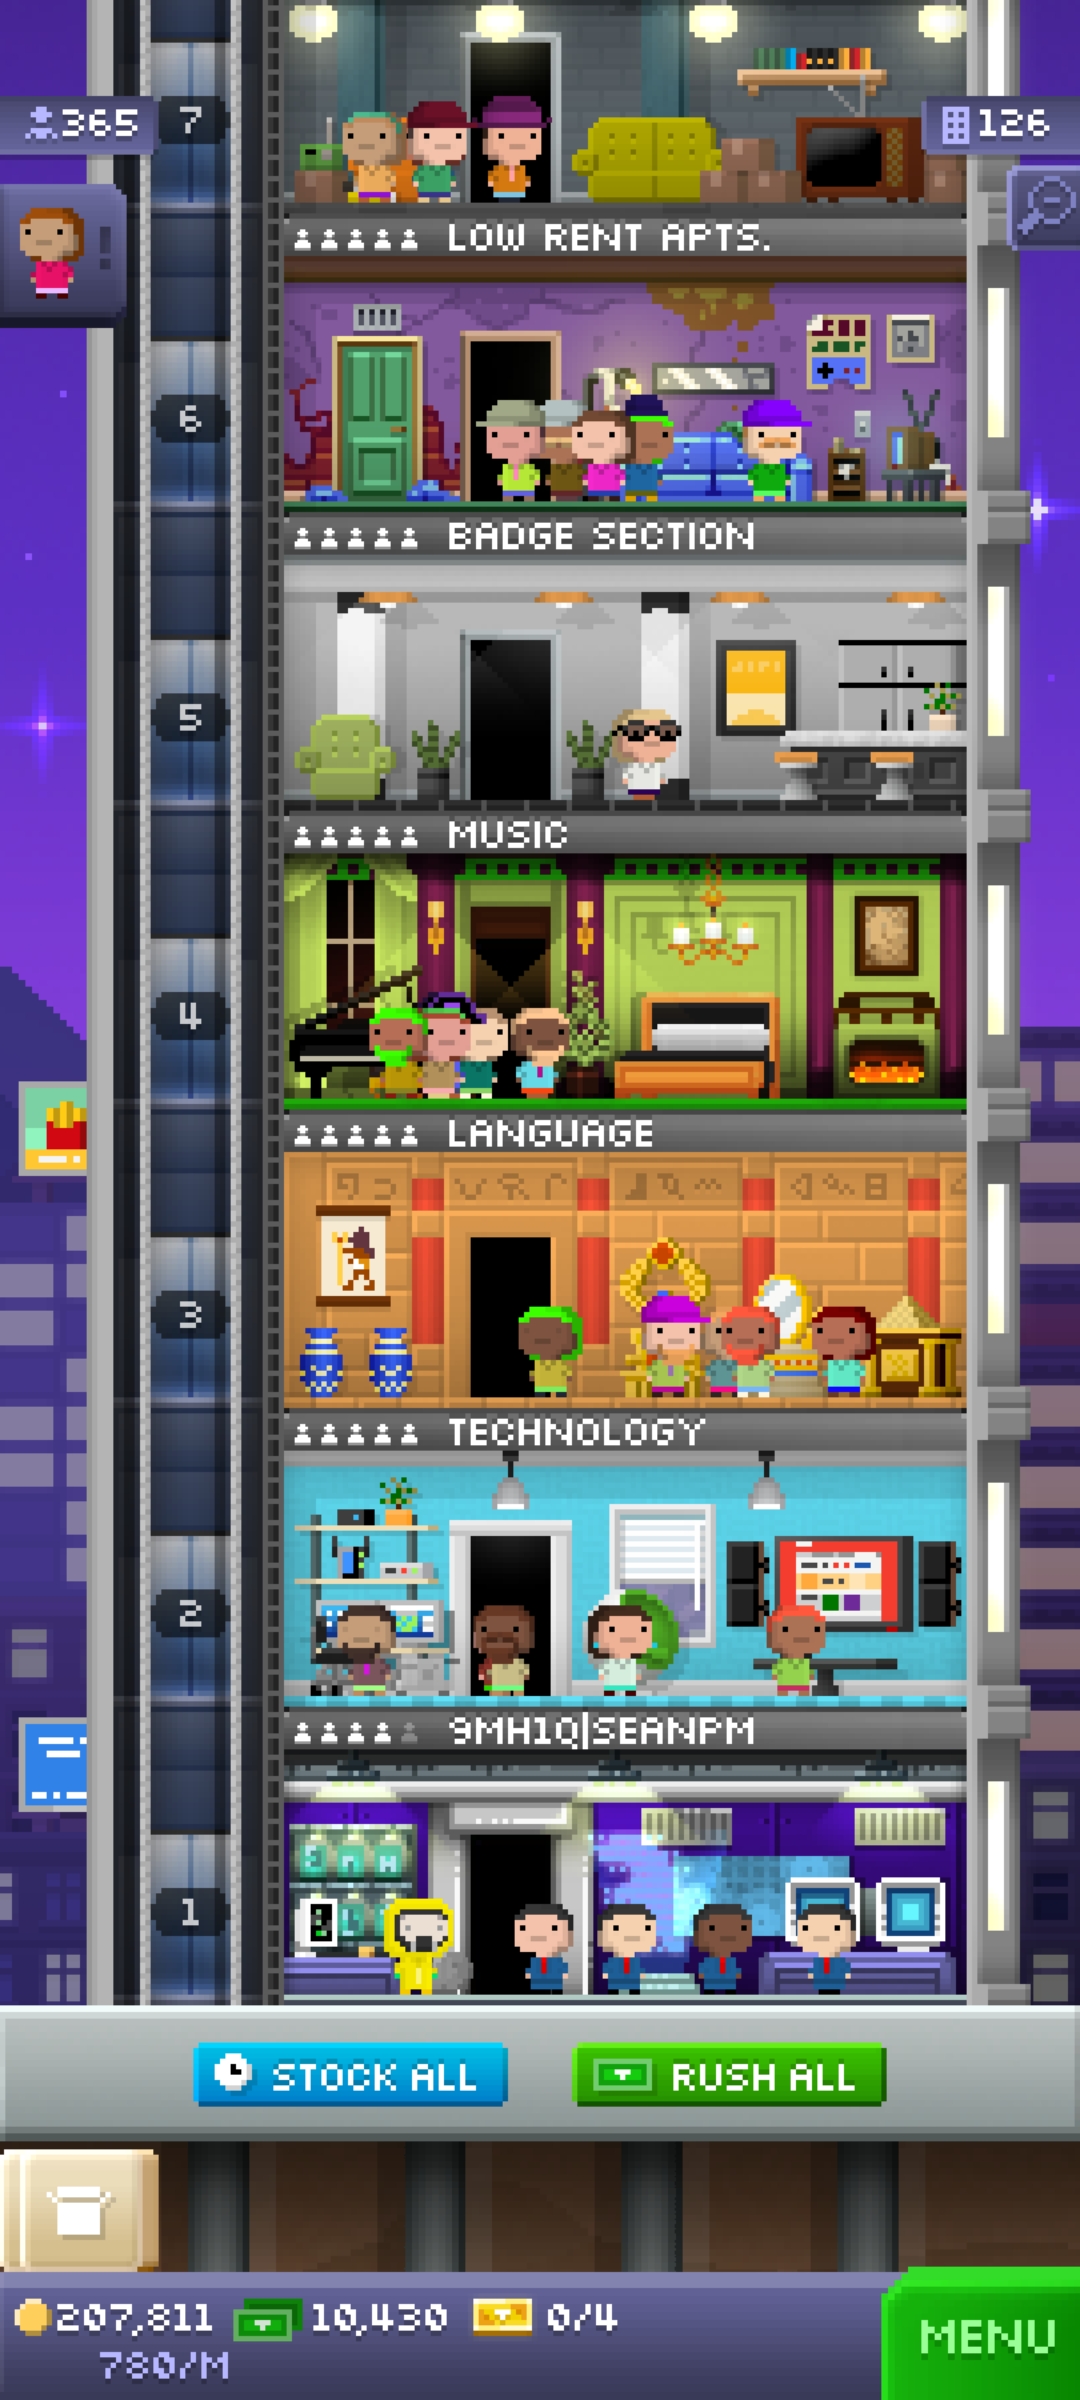 7
365
126
LOW RENT APTS.
6
BADGE SECTION
5
MUSIC
4
LANGUAGE
3
TECHNOLOGY
2
9MH1Q|SEANPM
1
STOCK ALL
RUSH ALL
207,811
10,430
0/4
780/M
MENU